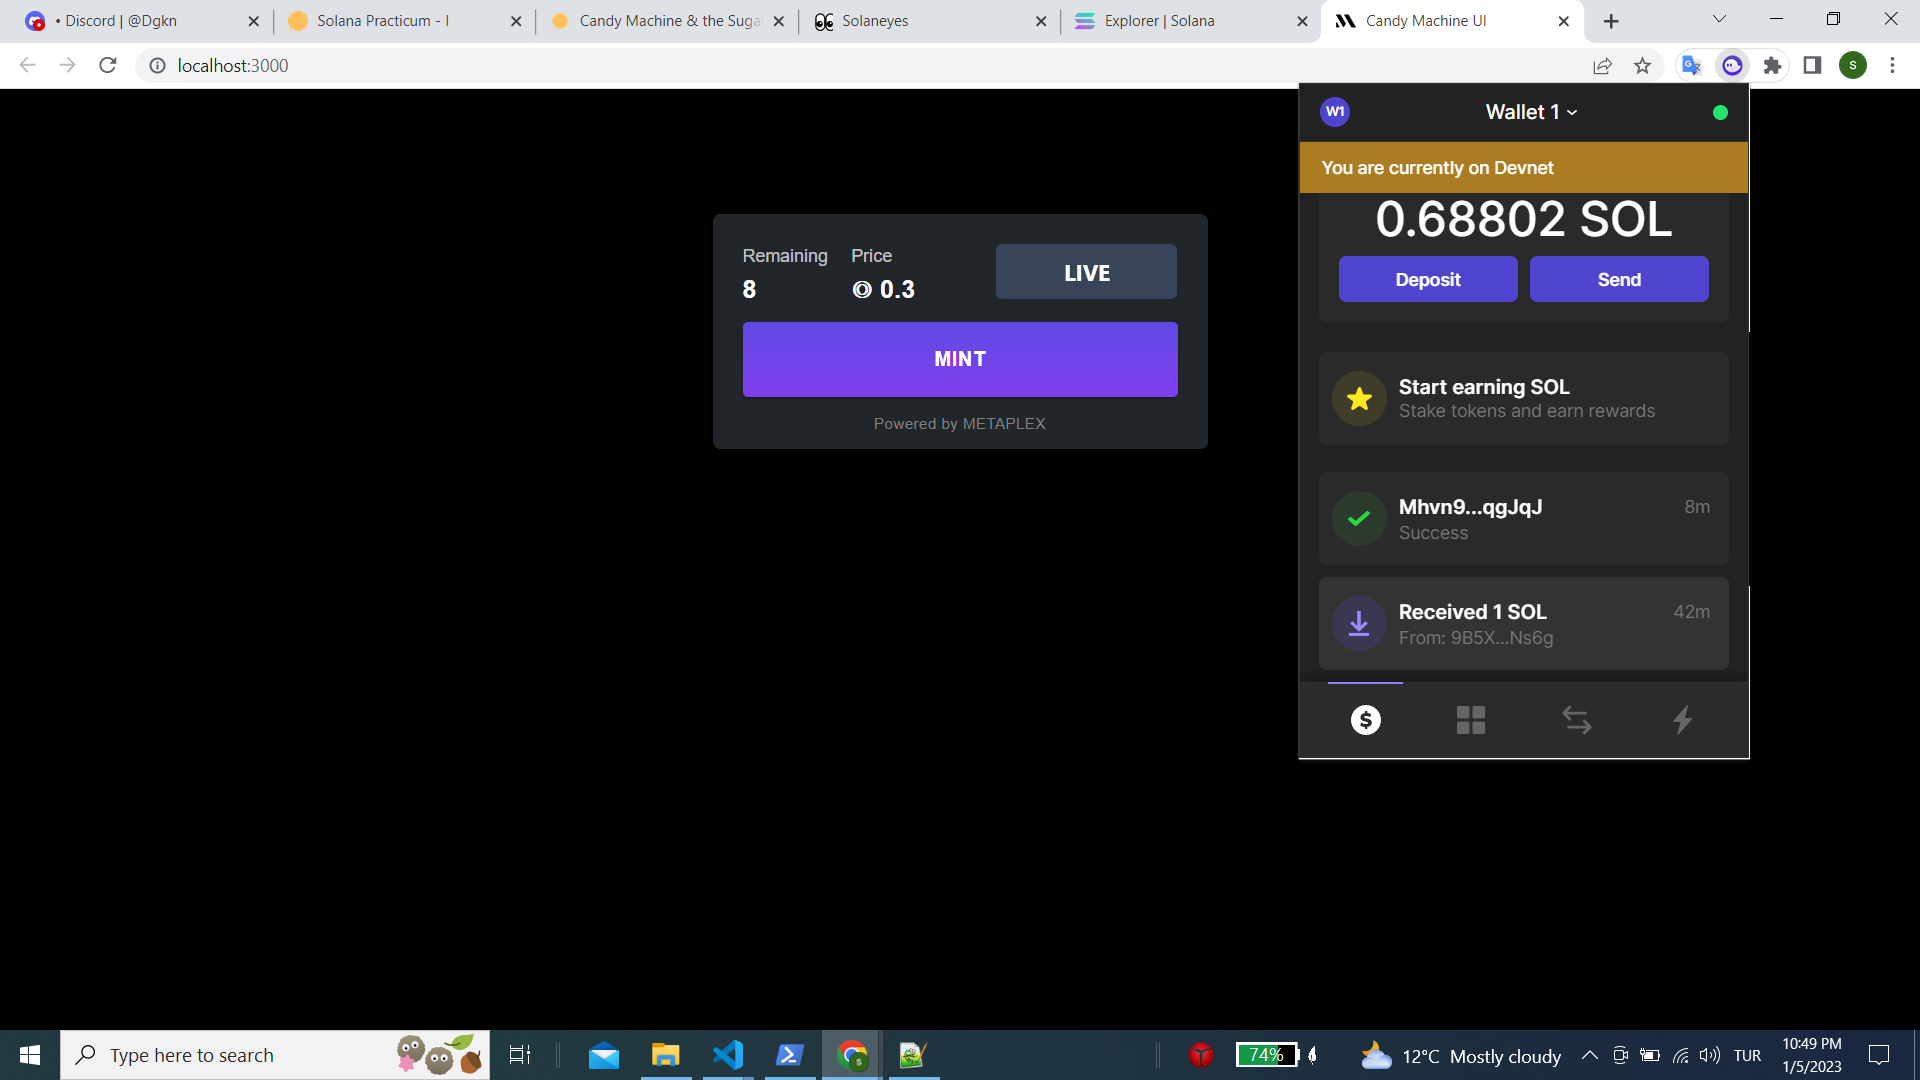 • Discord | @Dgkn
Solana Practicum - I
Candy Machine & the Suga
Solaneyes
Explorer | Solana
Candy Machine UI
localhost:3000
s
W1
Wallet 1
You are currently on Devnet
0.68802 SOL
Deposit
Send
Start earning SOL
Stake tokens and earn rewards
Mhvn9...qgJqJ
8m
Success
Received 1 SOL
42m
From: 9B5X...Ns6g
Remaining
Price
8
0.3
LIVE
MINT
Powered by METAPLEX
Type here to search
74%
12°C Mostly cloudy
TUR
10:49 PM
1/5/2023